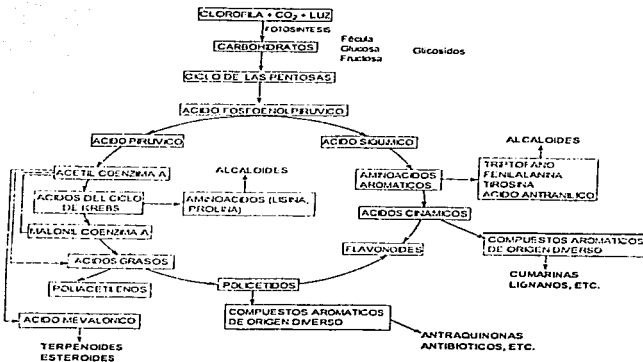 CLOROFILA + CO₂ + LUZ
FOTOSINTESIS
CARBOHIDRATOS
Fécula
Glucosa
Fructosa
Glicosidos
CICLO DE LAS PENTOSAS
ACIDO FOSFOENOLPIRUVICO
ACIDO PIRUVICO
ACIDO SIQUIMICO
ACETIL COENZIMA A
ALCALOIDES
AMINOACIDOS
AROMATICOS
ALCALOIDES
TRIPTOFANO
FENILALANINA
TIROSINA
ACIDO ANTRANILICO
ACIDOS DEL CICLO
DE KREBS
AMINOACIDOS (LISINA,
PROLINA)
ACIDOS CINAMICOS
MALONIL COENZIMA A
FLAVONOIDES
COMPUESTOS AROMATICOS
DE ORIGEN DIVERSO
ACIDOS GRASOS
CUMARINAS
LIGNANOS, ETC.
POLIACETILENOS
POLICETIDOS
ACIDO MEVALONICO
COMPUESTOS AROMATICOS
DE ORIGEN DIVERSO
TERPENOIDES
ESTEROIDES
ANTRAQUINONAS
ANTIBIOTICOS, ETC.